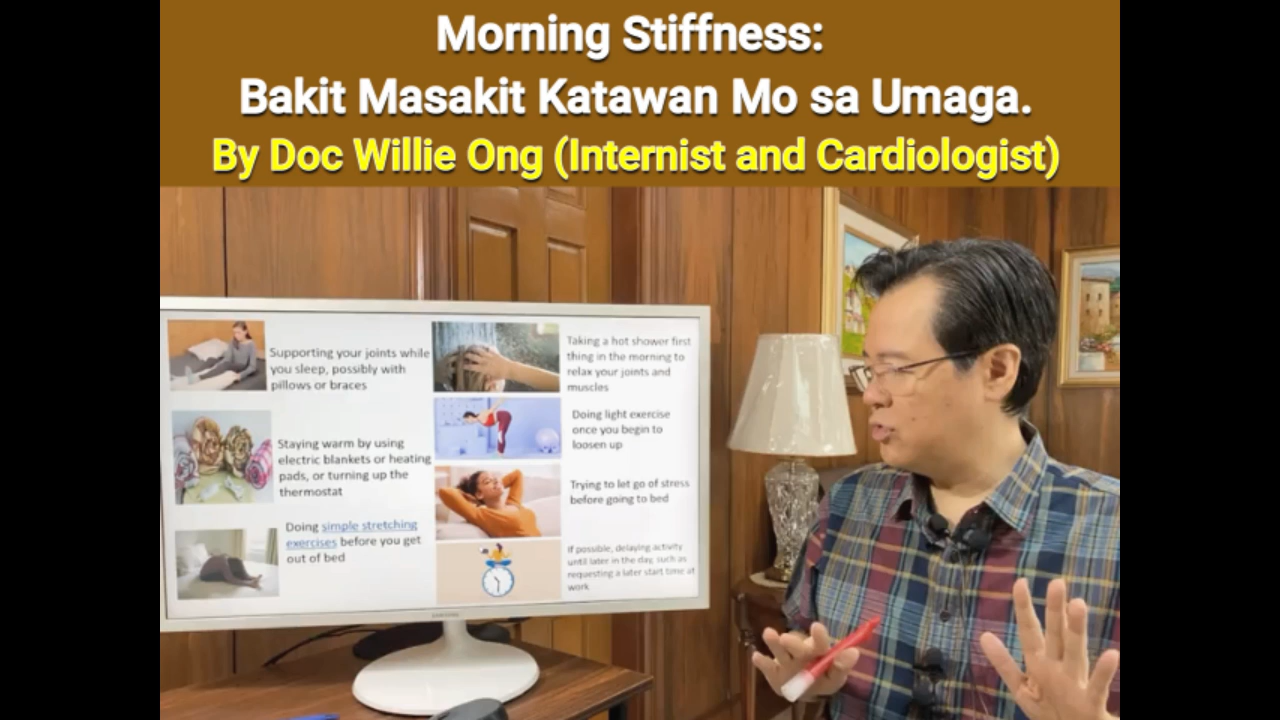 Morning Stiffness:
Bakit Masakit Katawan Mo sa Umaga.
By Doc Willie Ong (Internist and Cardiologist)
Supporting your joints while
you sleep, possibly with
pillows or braces
Staying warm by using
electric blankets or heating
pads, or turning up the
thermostat
Doing simple stretching
exercises before you get
out of bed
Taking a hot shower first
thing in the morning to
relax your joints and
muscles
Doing light exercise
once you begin to
loosen up
Trying to let go of stress
before going to bed
If possible, delaying activity
until later in the day, such as
requesting a later start time at
work